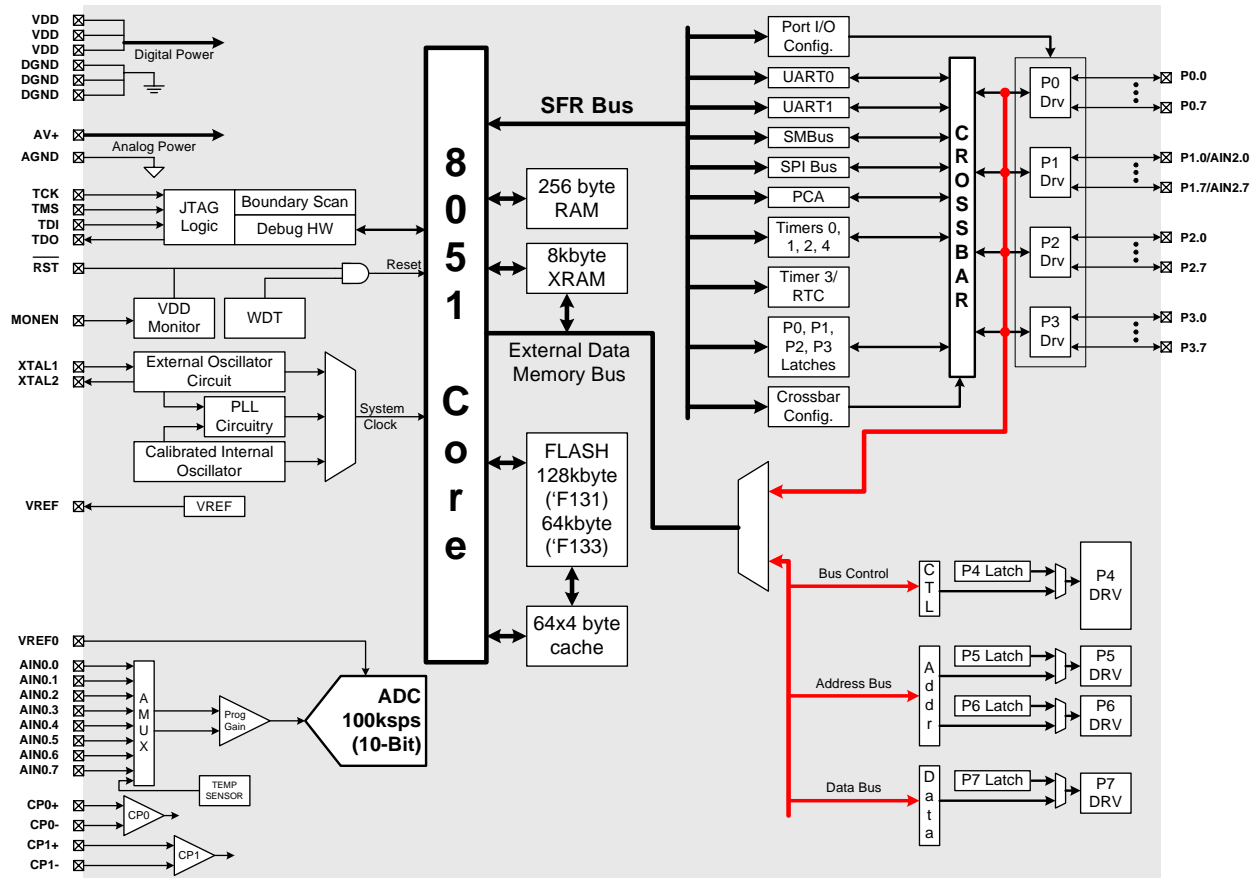 VDD
VDD
VDD
DGND
DGND
DGND
Digital Power
AV+
Analog Power
AGND
TCK
TMS
TDI
TDO
JTAG
Logic
Boundary Scan
Debug HW
RST
Reset
VDD
Monitor
WDT
MONEN
XTAL1
XTAL2
External Oscillator
Circuit
PLL
Circuitry
Calibrated Internal
Oscillator
System
Clock
VREF
VREF
VREF0
AIN0.0
AIN0.1
AIN0.2
AIN0.3
AIN0.4
AIN0.5
AIN0.6
AIN0.7
A
M
U
X
Prog
Gain
ADC
100ksps
(10-Bit)
TEMP
SENSOR
CP0+
CP0-
CP0
CP1+
CP1-
CP1
8
0
5
1
C
o
r
e
SFR Bus
256 byte
RAM
8kbyte
XRAM
External Data
Memory Bus
FLASH
128kbyte
(‘F131)
64kbyte
(‘F133)
64x4 byte
cache
Port I/O
Config.
UART0
UART1
SMBus
SPI Bus
PCA
Timers 0,
1, 2, 4
Timer 3/
RTC
P0, P1,
P2, P3
Latches
Crossbar
Config.
C
R
O
S
S
B
A
R
P0
Drv
P1
Drv
P2
Drv
P3
Drv
P0.0
P0.7
P1.0/AIN2.0
P1.7/AIN2.7
P2.0
P2.7
P3.0
P3.7
Bus Control
C
T
L
P4 Latch
P4
DRV
Address Bus
A
d
d
r
P5 Latch
P5
DRV
P6 Latch
P6
DRV
Data Bus
D
a
t
a
P7 Latch
P7
DRV